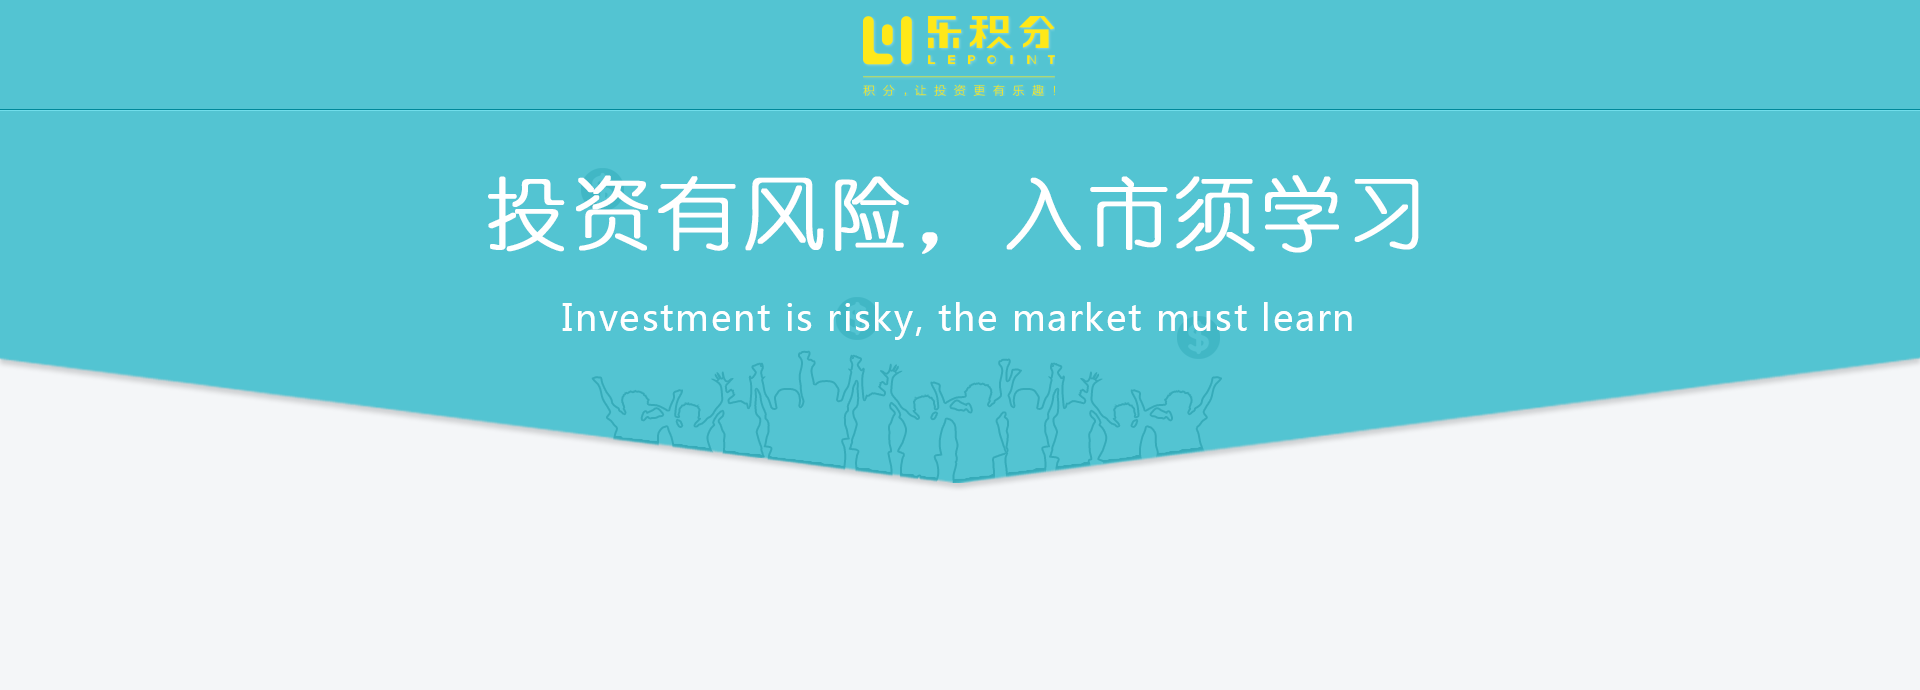 乐积分
LEPOINT
积分,让投资更有乐趣!
投资有风险，入市须学习
Investment is risky, the market must learn